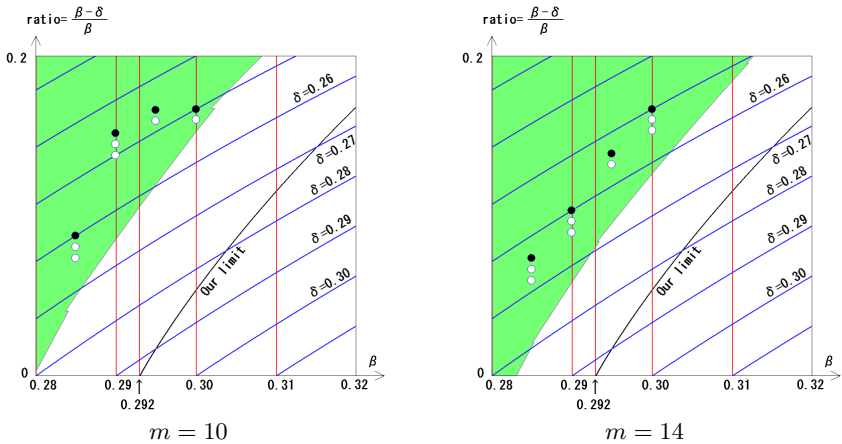 ratio= β-δ / β
0.2
δ=0.26
δ=0.27
δ=0.28
δ=0.29
δ=0.30
Our limit
β
0
0.28
0.29
0.30
0.31
0.32
0.292
m = 10
ratio= β-δ / β
0.2
δ=0.26
δ=0.27
δ=0.28
δ=0.29
δ=0.30
Our limit
β
0
0.28
0.29
0.30
0.31
0.32
0.292
m = 14